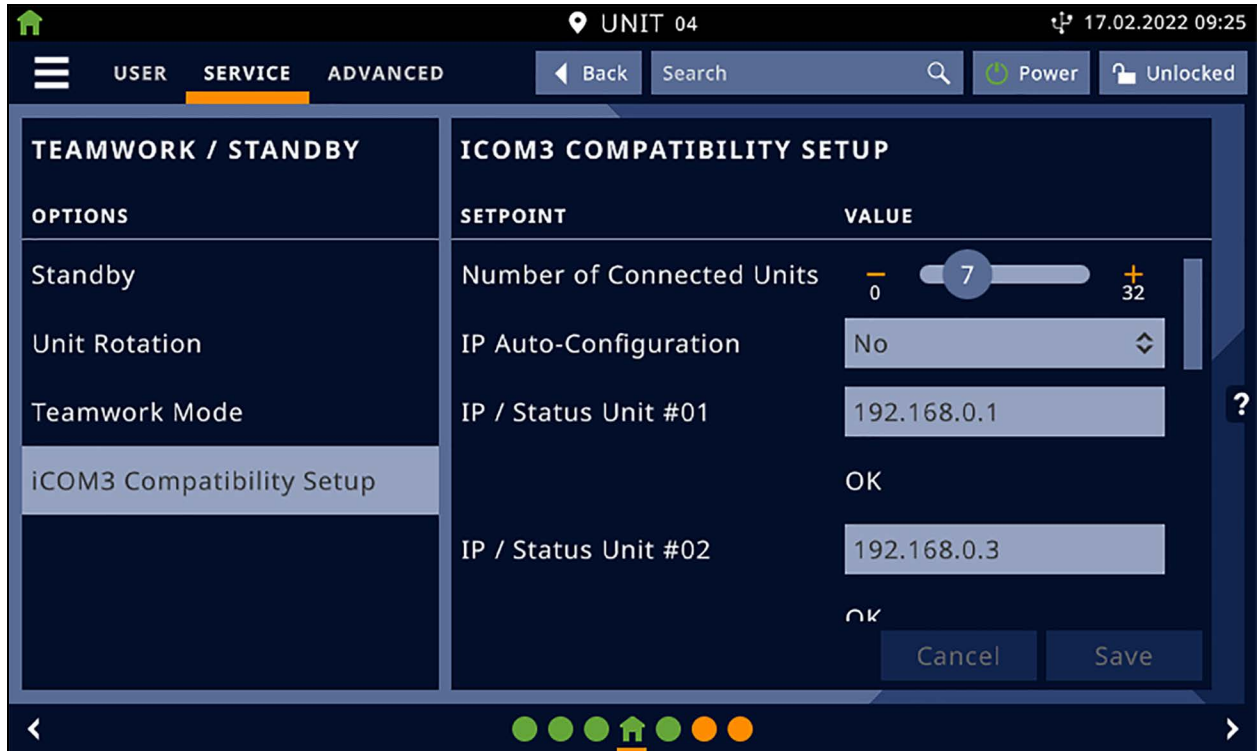 UNIT 04
17.02.2022 09:25
USER SERVICE ADVANCED
Back
Search
Power
Unlocked
TEAMWORK / STANDBY
OPTIONS
Standby
Unit Rotation
Teamwork Mode
iCOM3 Compatibility Setup
ICOM3 COMPATIBILITY SETUP
SETPOINT VALUE
Number of Connected Units
0 7 32
IP Auto-Configuration No
IP / Status Unit #01 192.168.0.1
OK
IP / Status Unit #02 192.168.0.3
OK
Cancel Save
?